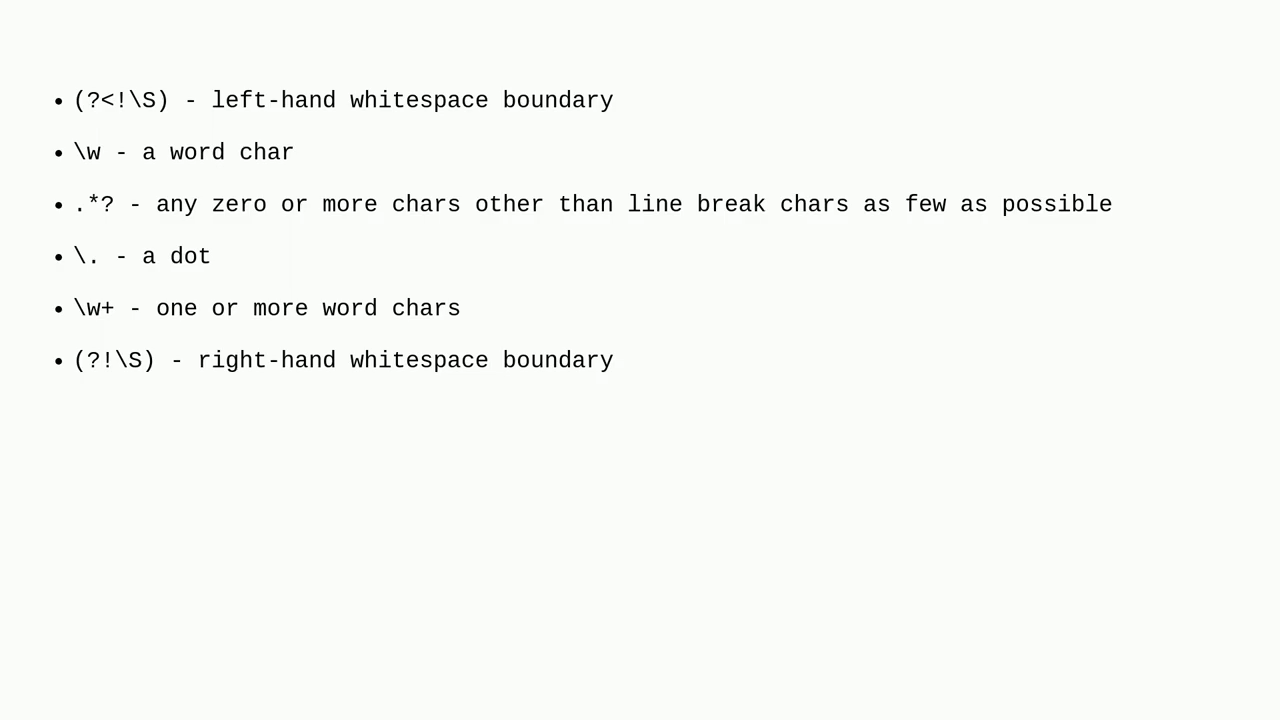 • (?<!\S) - left-hand whitespace boundary
• \w - a word char
• .*? - any zero or more chars other than line break chars as few as possible
• \. - a dot
• \w+ - one or more word chars
• (?!\S) - right-hand whitespace boundary